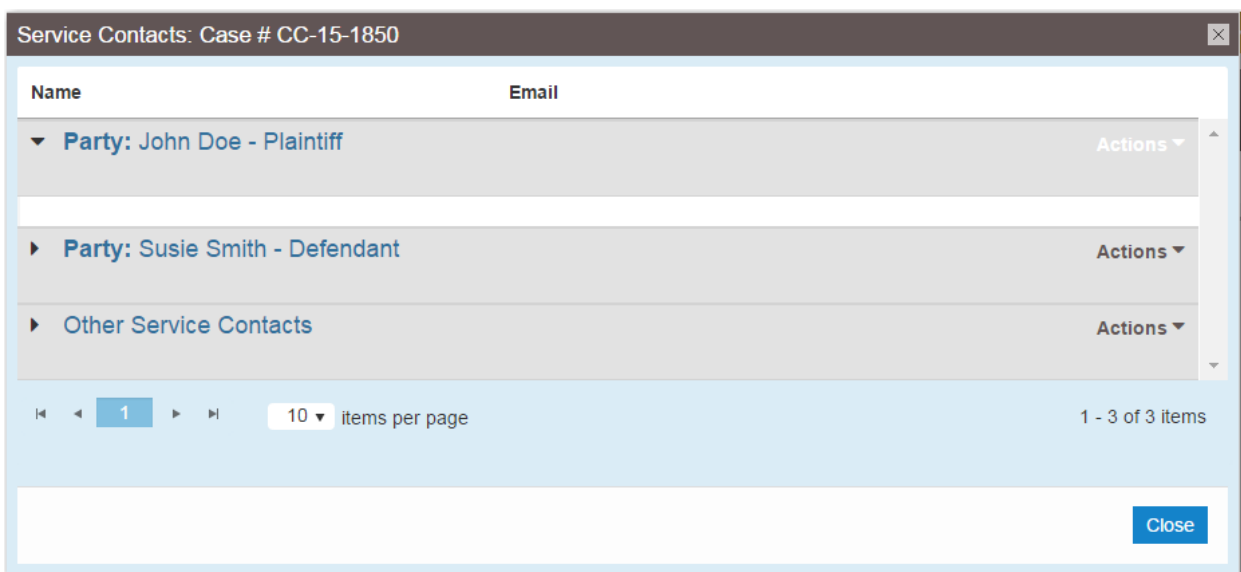 Service Contacts: Case # CC-15-1850
Name Email
Party: John Doe - Plaintiff Actions
Party: Susie Smith - Defendant Actions
Other Service Contacts Actions
1 10 items per page 1 - 3 of 3 items
Close